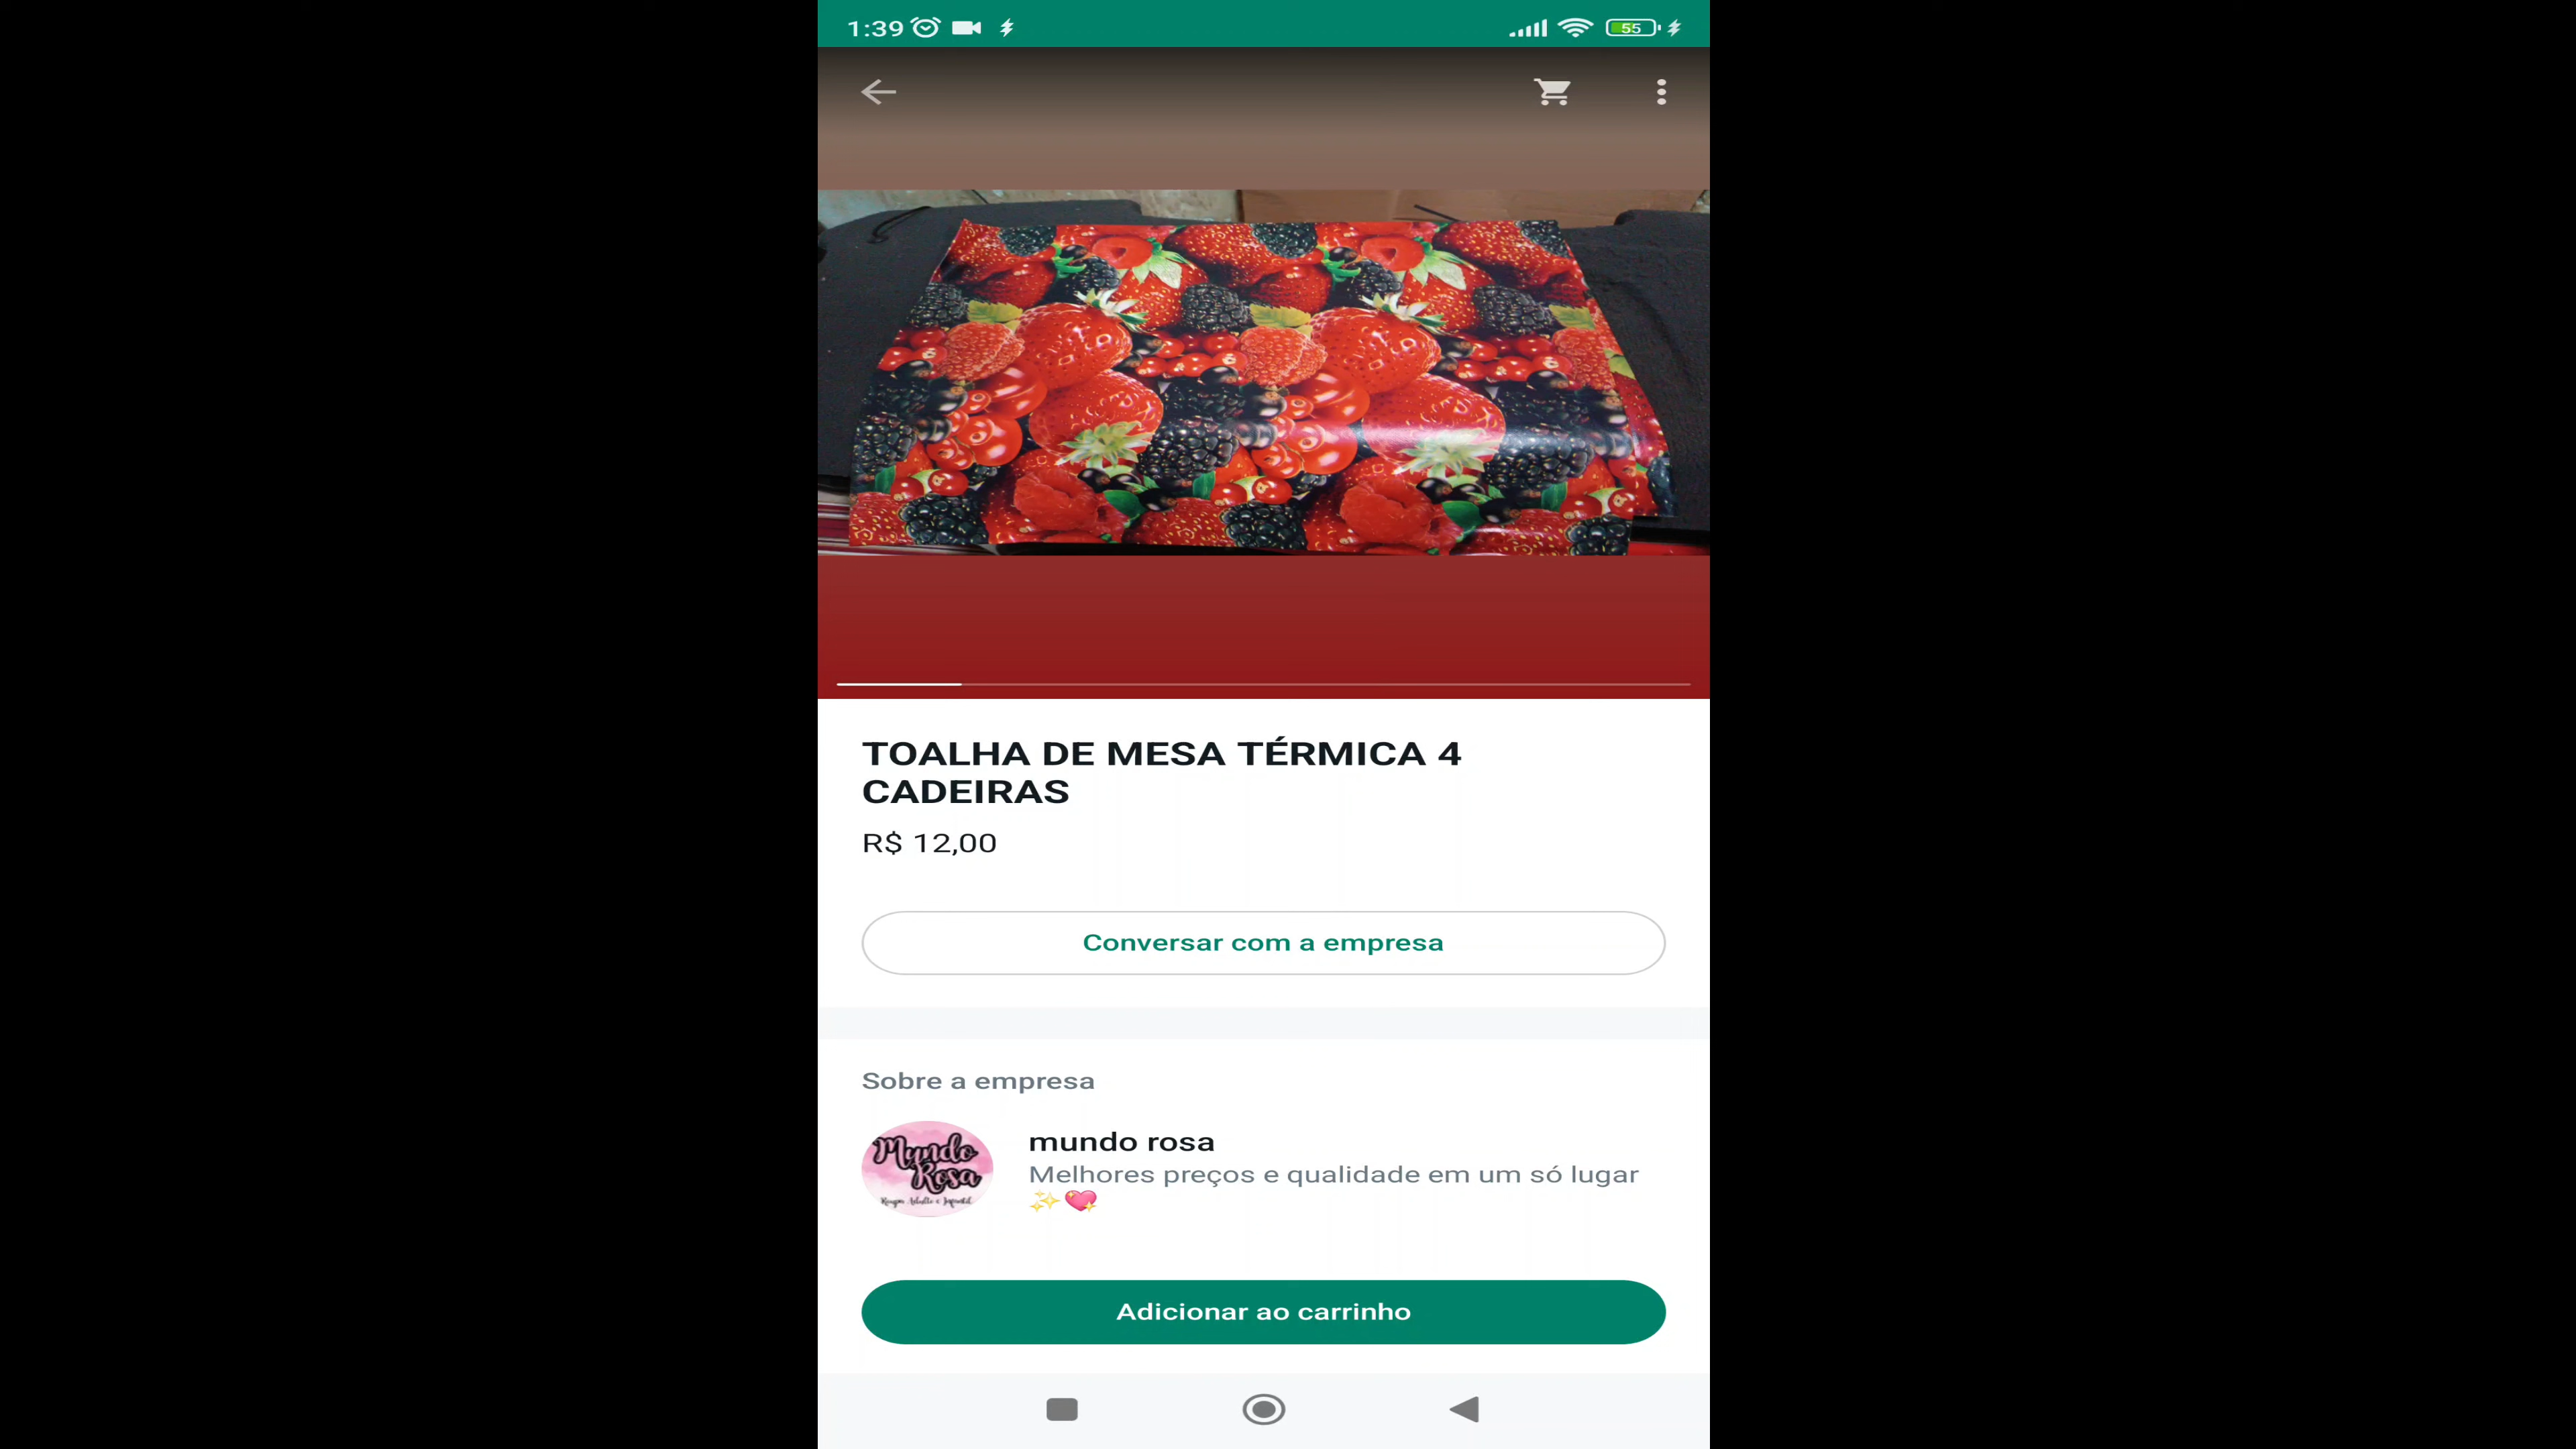 1:39
55
TOALHA DE MESA TÉRMICA 4
CADEIRAS
R$ 12,00
Conversar com a empresa
Sobre a empresa
Mundo
Rosa
mundo rosa
Melhores preços e qualidade em um só lugar
✨💖
Adicionar ao carrinho